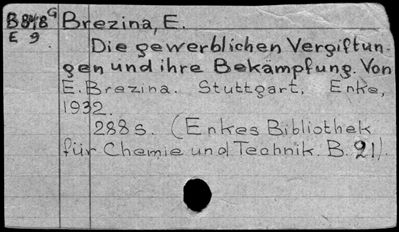 B848G Brezina, E.
E 9.
Die gewerblichen Vergiftun-
gen und ihre Bekämpfung. Von
E. Brezina. Stuttgart, Enke,
1932.
288 s. (Enkes Bibliothek
für Chemie und Technik. B. 21).